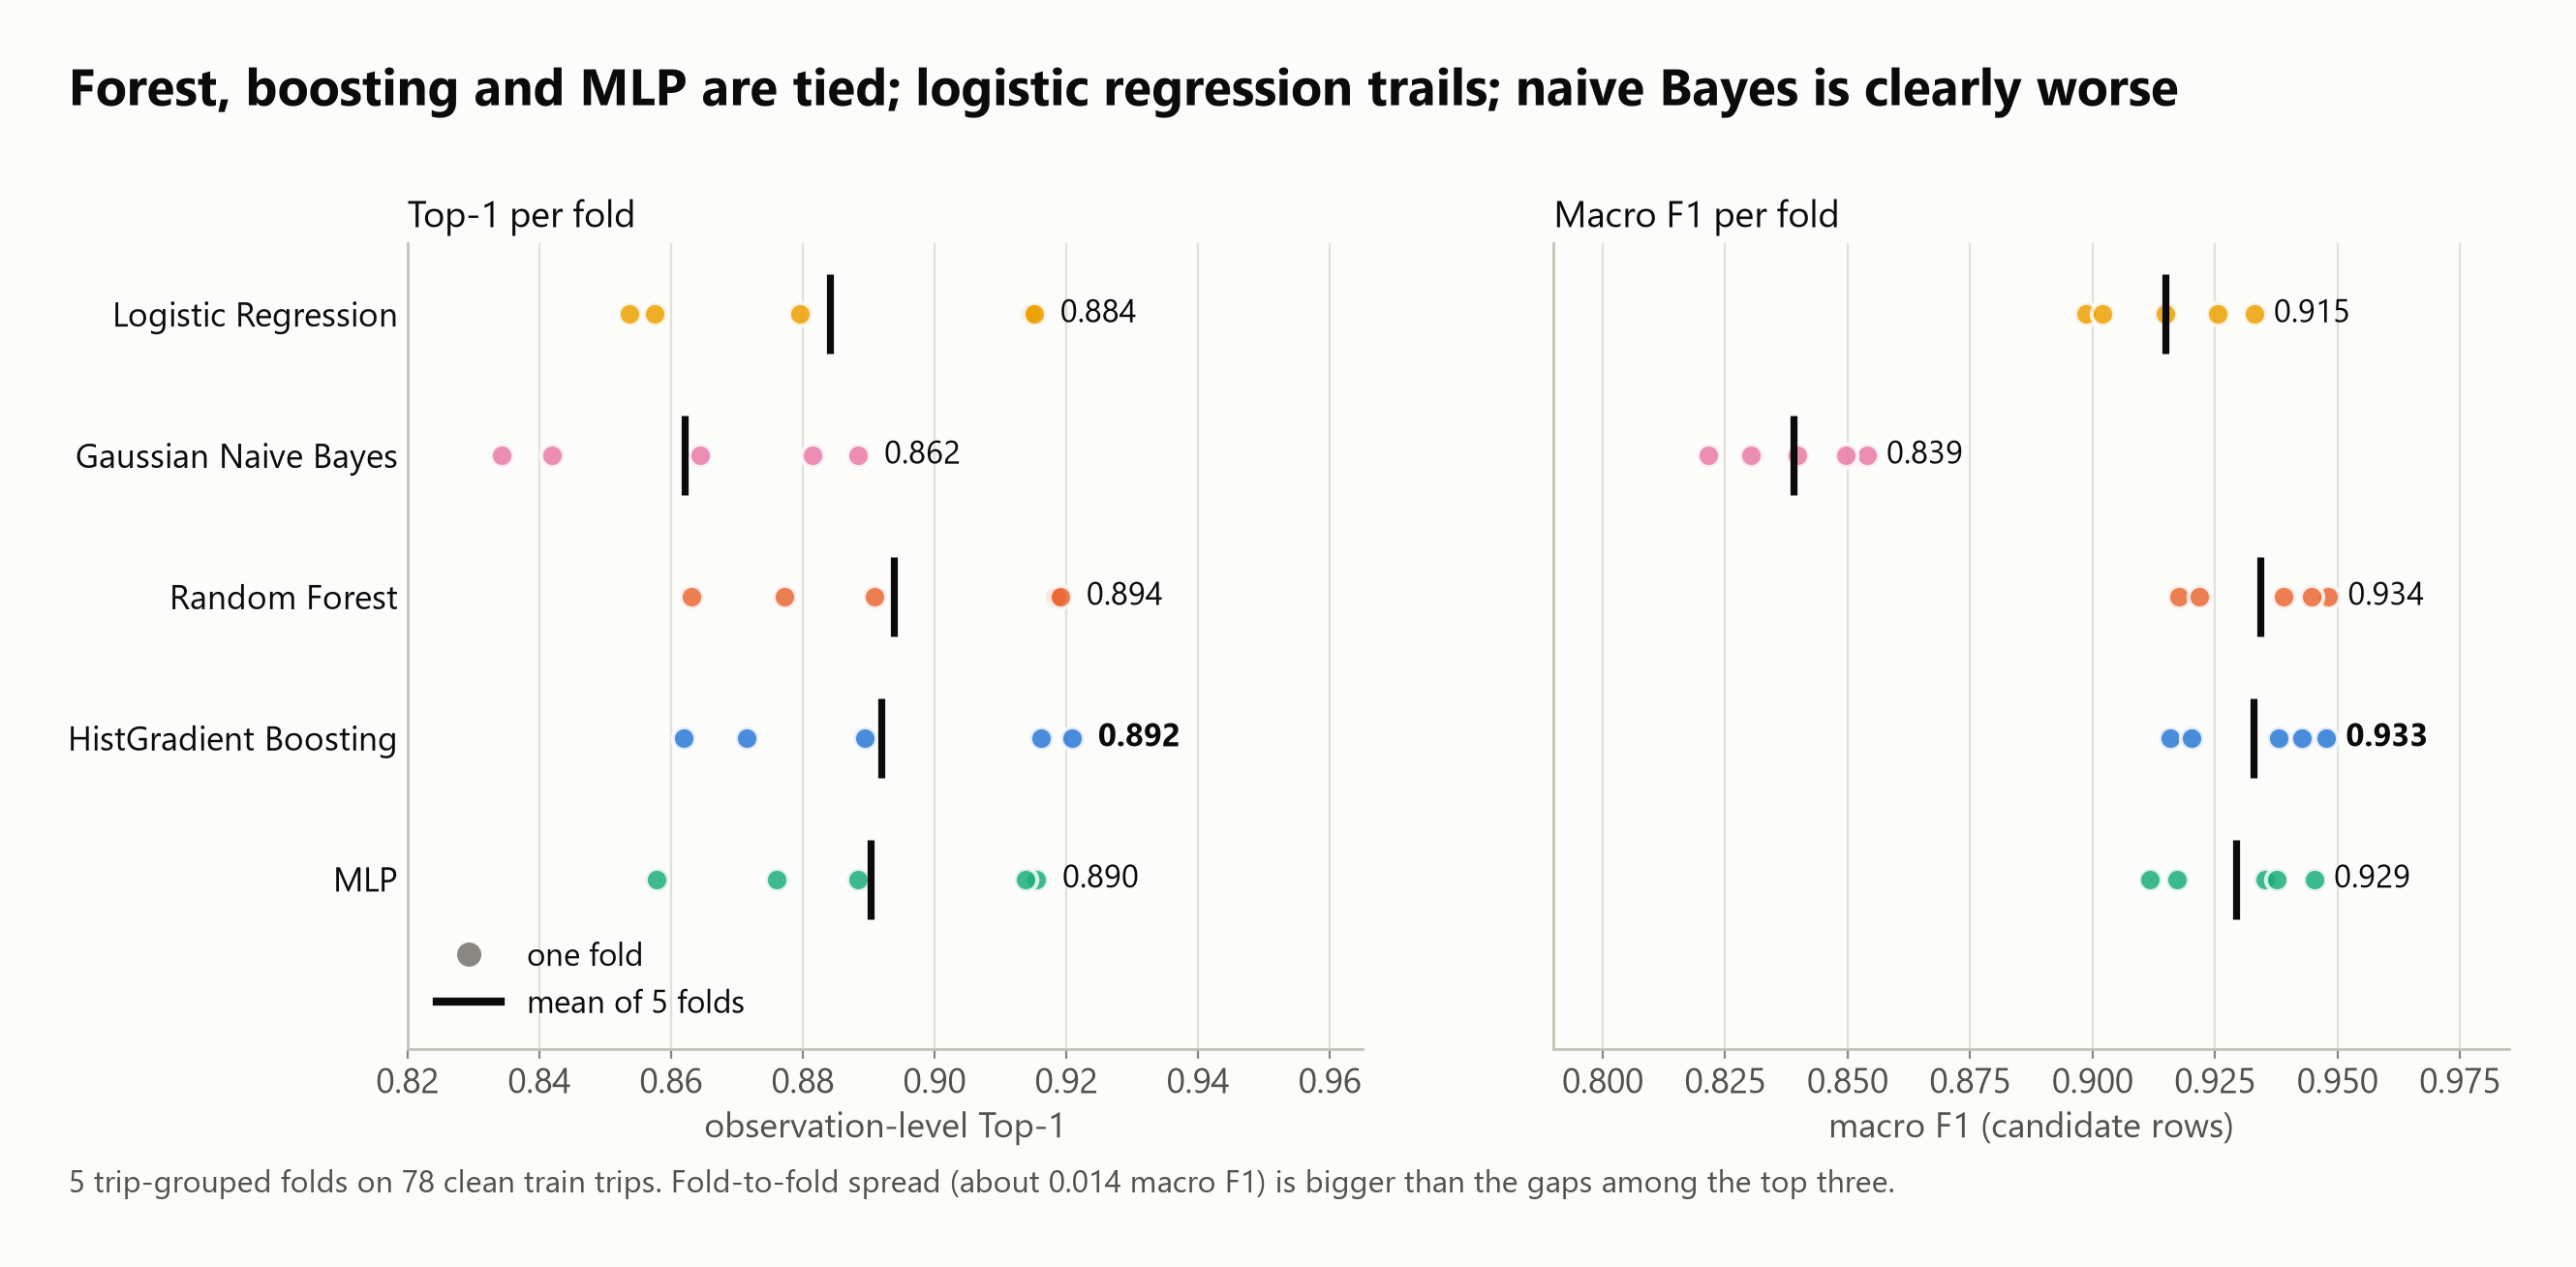 Forest, boosting and MLP are tied; logistic regression trails; naive Bayes is clearly worse
Top-1 per fold
Logistic Regression
0.884
Gaussian Naive Bayes
0.862
Random Forest
0.894
HistGradient Boosting
0.892
MLP
0.890
one fold
mean of 5 folds
0.82 0.84 0.86 0.88 0.90 0.92 0.94 0.96
observation-level Top-1
Macro F1 per fold
0.915
0.839
0.934
0.933
0.929
0.800 0.825 0.850 0.875 0.900 0.925 0.950 0.975
macro F1 (candidate rows)
5 trip-grouped folds on 78 clean train trips. Fold-to-fold spread (about 0.014 macro F1) is bigger than the gaps among the top three.